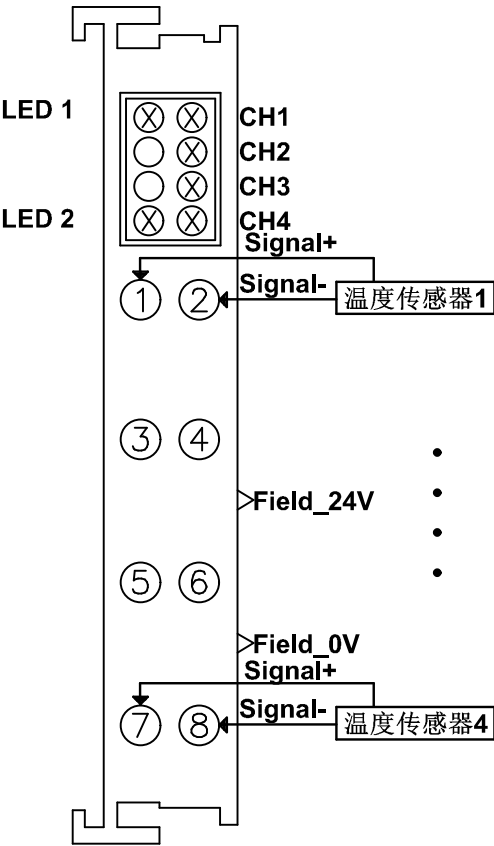 LED 1
CH1
CH2
CH3
LED 2
CH4
Signal+
① ②
Signal-
温度传感器1
③ ④
Field_24V
⑤ ⑥
Field_0V
Signal+
⑦ ⑧
Signal-
温度传感器4